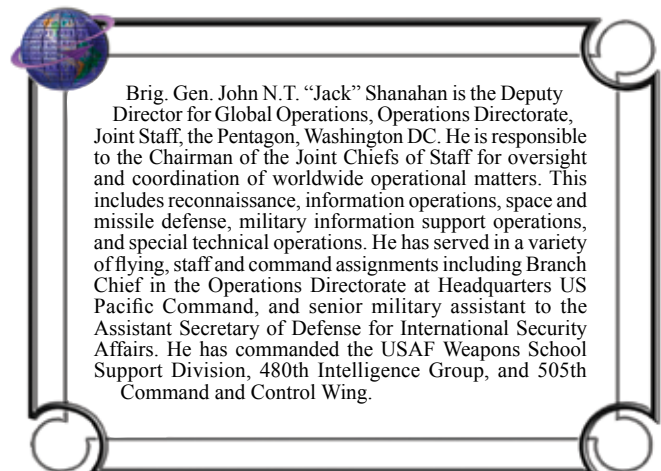 Brig. Gen. John N.T. “Jack” Shanahan is the Deputy
Director for Global Operations, Operations Directorate,
Joint Staff, the Pentagon, Washington DC. He is responsible
to the Chairman of the Joint Chiefs of Staff for oversight
and coordination of worldwide operational matters. This
includes reconnaissance, information operations, space and
missile defense, military information support operations,
and special technical operations. He has served in a variety
of flying, staff and command assignments including Branch
Chief in the Operations Directorate at Headquarters US
Pacific Command, and senior military assistant to the
Assistant Secretary of Defense for International Security
Affairs. He has commanded the USAF Weapons School
Support Division, 480th Intelligence Group, and 505th
Command and Control Wing.